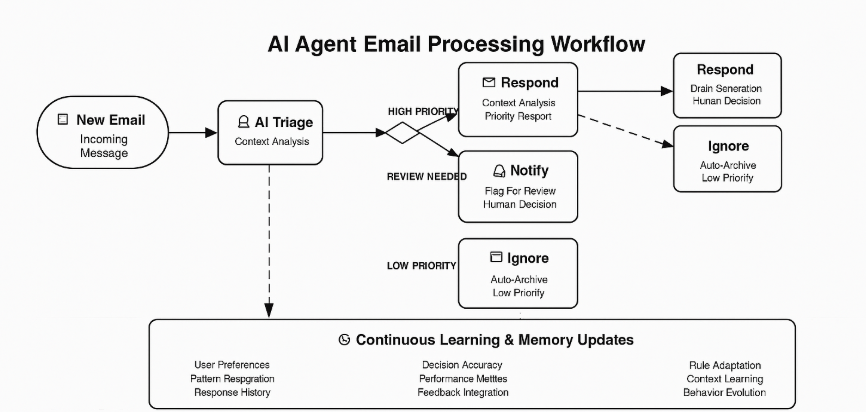 AI Agent Email Processing Workflow
New Email
Incoming
Message
AI Triage
Context Analysis
HIGH PRIORITY
REVIEW NEEDED
LOW PRIORITY
Respond
Context Analysis
Priority Resport
Notify
Flag For Review
Human Decision
Ignore
Auto-Archive
Low Priorify
Respond
Drain Seneration
Hunan Decision
Ignore
Auto-Archive
Low Priorify
Continuous Learning & Memory Updates
User Preferences
Pattern Respgration
Response History
Decision Accuracy
Performance Metttes
Feedback Integration
Rule Adaptation
Context Learning
Behavior Evolution